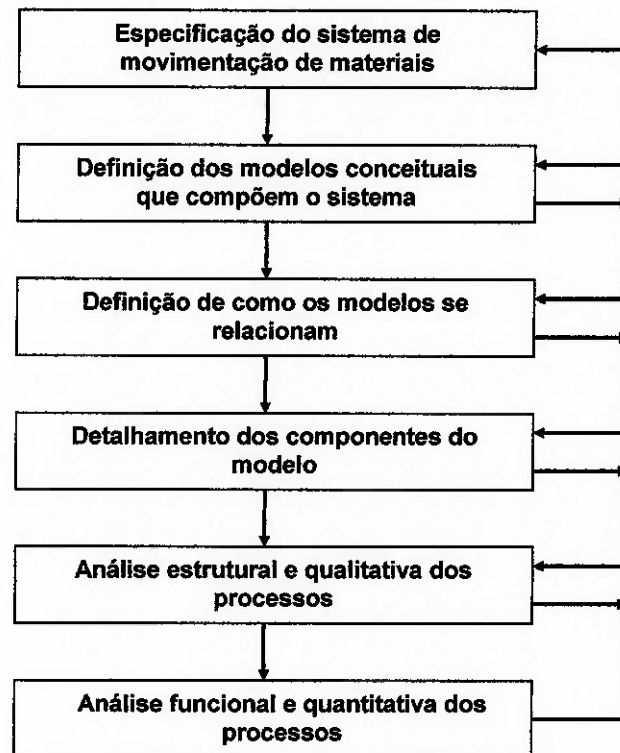 Especificação do sistema de
movimentação de materiais
Definição dos modelos conceituais
que compõem o sistema
Definição de como os modelos se
relacionam
Detalhamento dos componentes do
modelo
Análise estrutural e qualitativa dos
processos
Análise funcional e quantitativa dos
processos